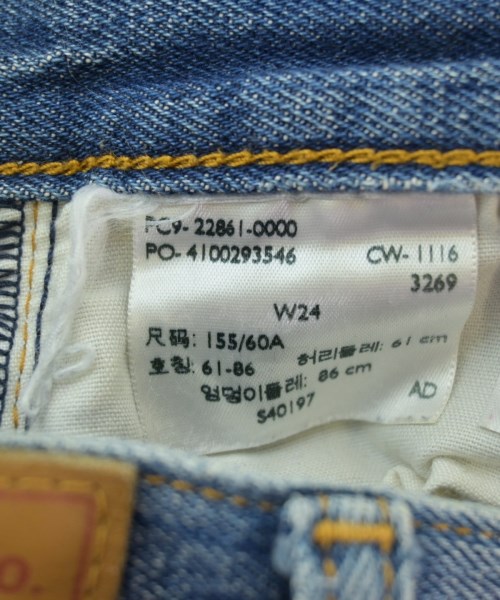 PC9-22861-0000
PO-4100293546 CW-1116
3269
W24
尺码: 155/60A
호칭: 61-86 허리둘레: 61 cm
엉덩이둘레: 86 cm
S40197 AD
o.